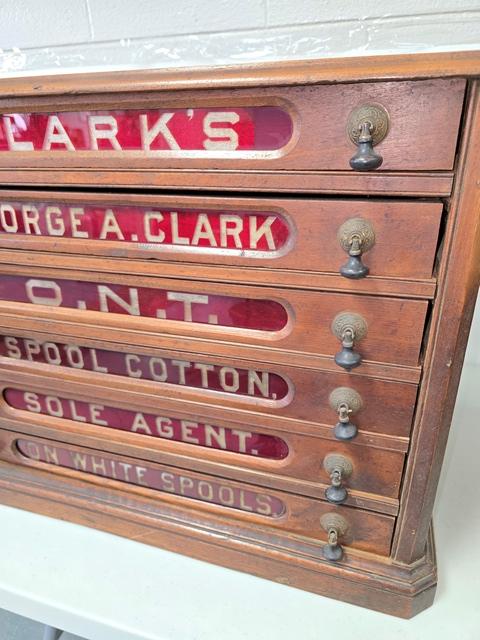 LARK'S
ORGE A. CLARK
O.N.T.
SPOOL COTTON,
SOLE AGENT.
ON WHITE SPOOLS.